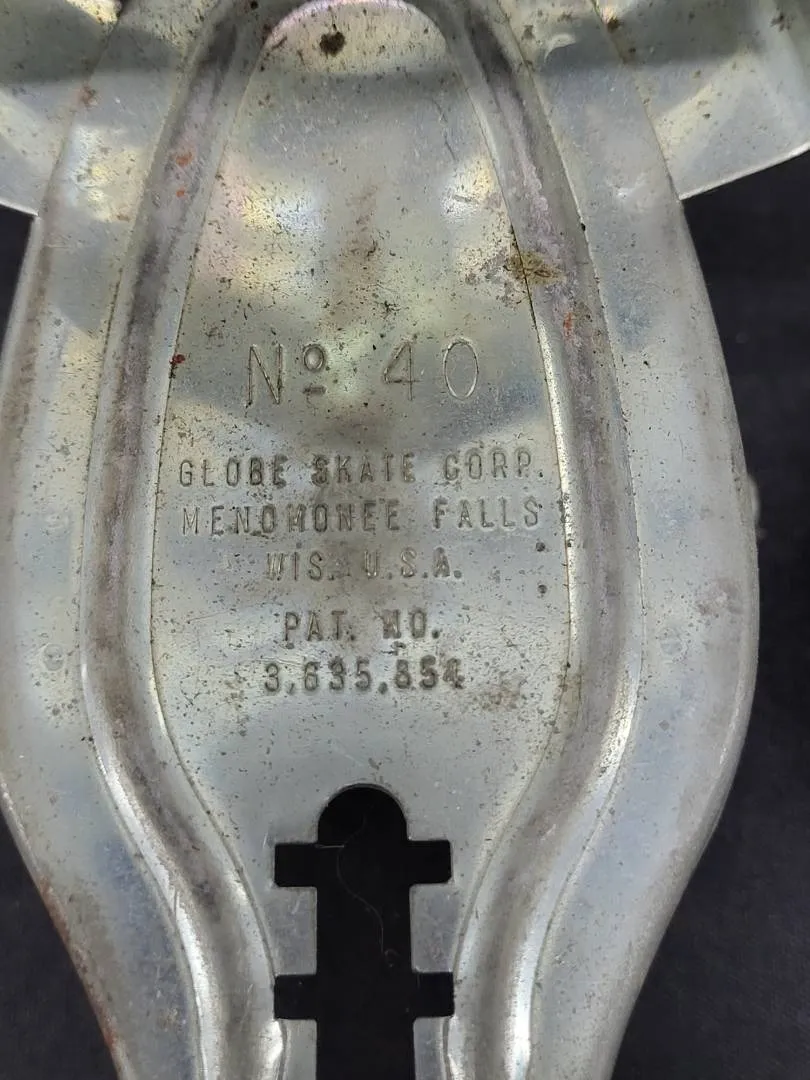 Nº 40
GLOBE SKATE CORP.
MENOMONEE FALLS
WIS. U.S.A.
PAT. NO.
3,635,854